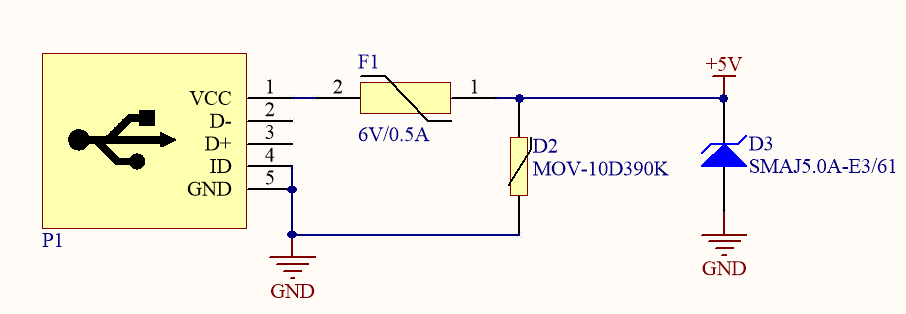 F1
+5V
VCC 1
2 1
D- 2
D+ 3
6V/0.5A
ID 4
GND 5
D2
MOV-10D390K
D3
SMAJ5.0A-E3/61
P1
GND
GND